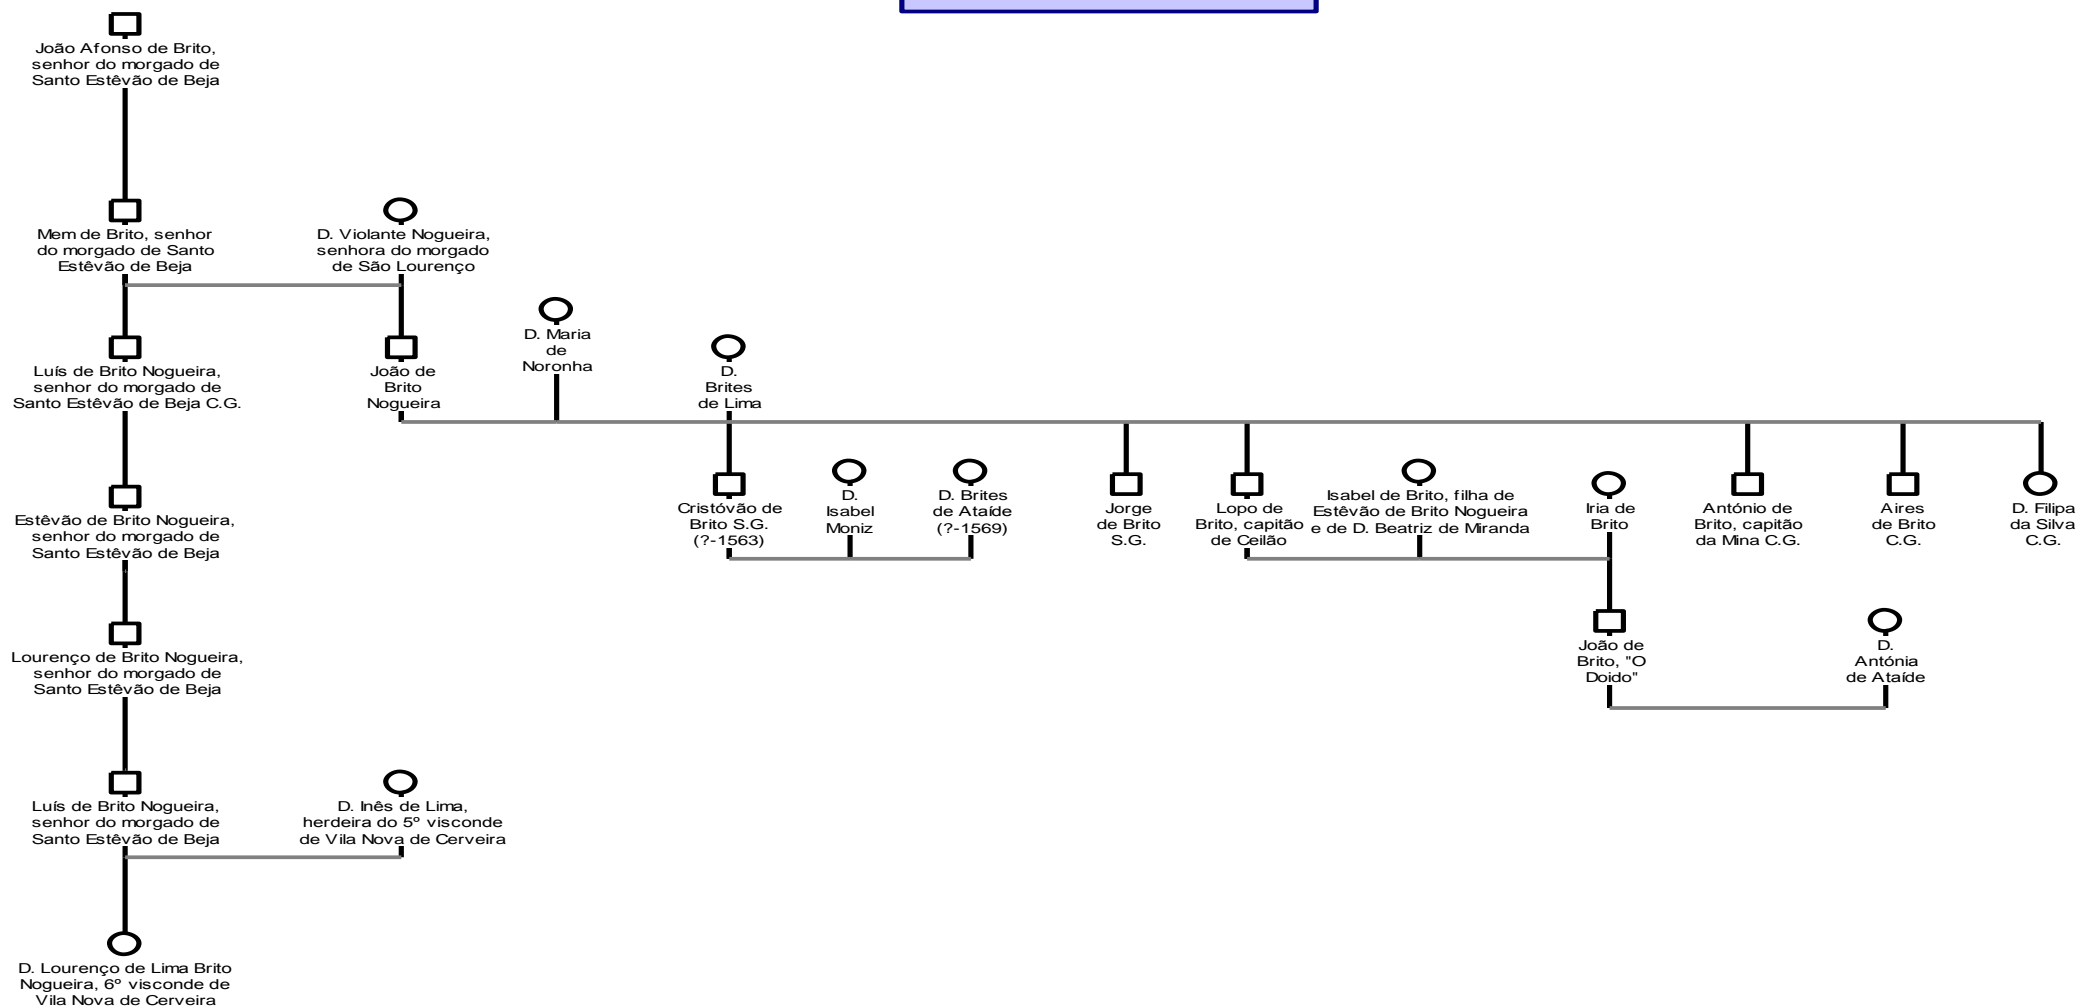 João Afonso de Brito,
senhor do morgado de
Santo Estêvão de Beja
Mem de Brito, senhor
do morgado de Santo
Estêvão de Beja
D. Violante Nogueira,
senhora do morgado
de São Lourenço
D. Maria
de
Noronha
Luís de Brito Nogueira,
senhor do morgado de
Santo Estêvão de Beja C.G.
João de
Brito
Nogueira
D.
Brites
de Lima
Estêvão de Brito Nogueira,
senhor do morgado de
Santo Estêvão de Beja
Cristóvão de
Brito S.G.
(?-1563)
D.
Isabel
Moniz
D. Brites
de Ataíde
(?-1569)
Jorge
de Brito
S.G.
Lopo de
Brito, capitão
de Ceilão
Isabel de Brito, filha de
Estêvão de Brito Nogueira
e de D. Beatriz de Miranda
Iria de
Brito
António de
Brito, capitão
da Mina C.G.
Aires
de Brito
C.G.
D. Filipa
da Silva
C.G.
Lourenço de Brito Nogueira,
senhor do morgado de
Santo Estêvão de Beja
João de
Brito, "O
Doido"
D.
Antónia
de Ataíde
Luís de Brito Nogueira,
senhor do morgado de
Santo Estêvão de Beja
D. Inês de Lima,
herdeira do 5º visconde
de Vila Nova de Cerveira
D. Lourenço de Lima Brito
Nogueira, 6º visconde de
Vila Nova de Cerveira